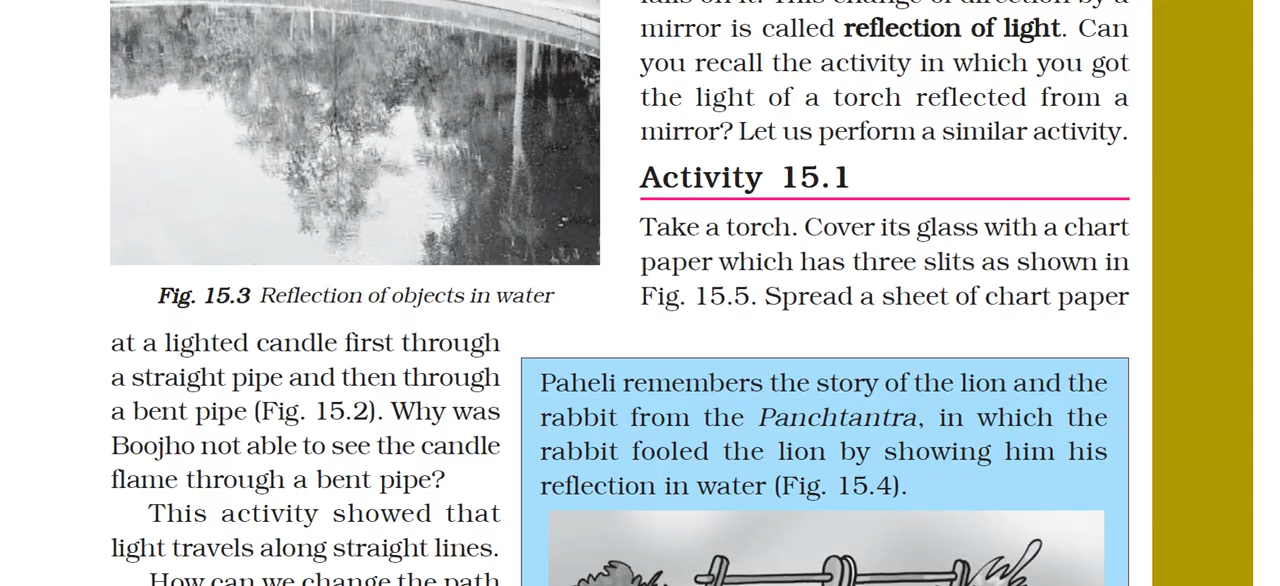 mirror is called reflection of light. Can
you recall the activity in which you got
the light of a torch reflected from a
mirror? Let us perform a similar activity.
Activity 15.1
Take a torch. Cover its glass with a chart
paper which has three slits as shown in
Fig. 15.5. Spread a sheet of chart paper
Fig. 15.3 Reflection of objects in water
at a lighted candle first through
a straight pipe and then through
a bent pipe (Fig. 15.2). Why was
Boojho not able to see the candle
flame through a bent pipe?
This activity showed that
light travels along straight lines.
How can we change the path
Paheli remembers the story of the lion and the
rabbit from the Panchtantra, in which the
rabbit fooled the lion by showing him his
reflection in water (Fig. 15.4).